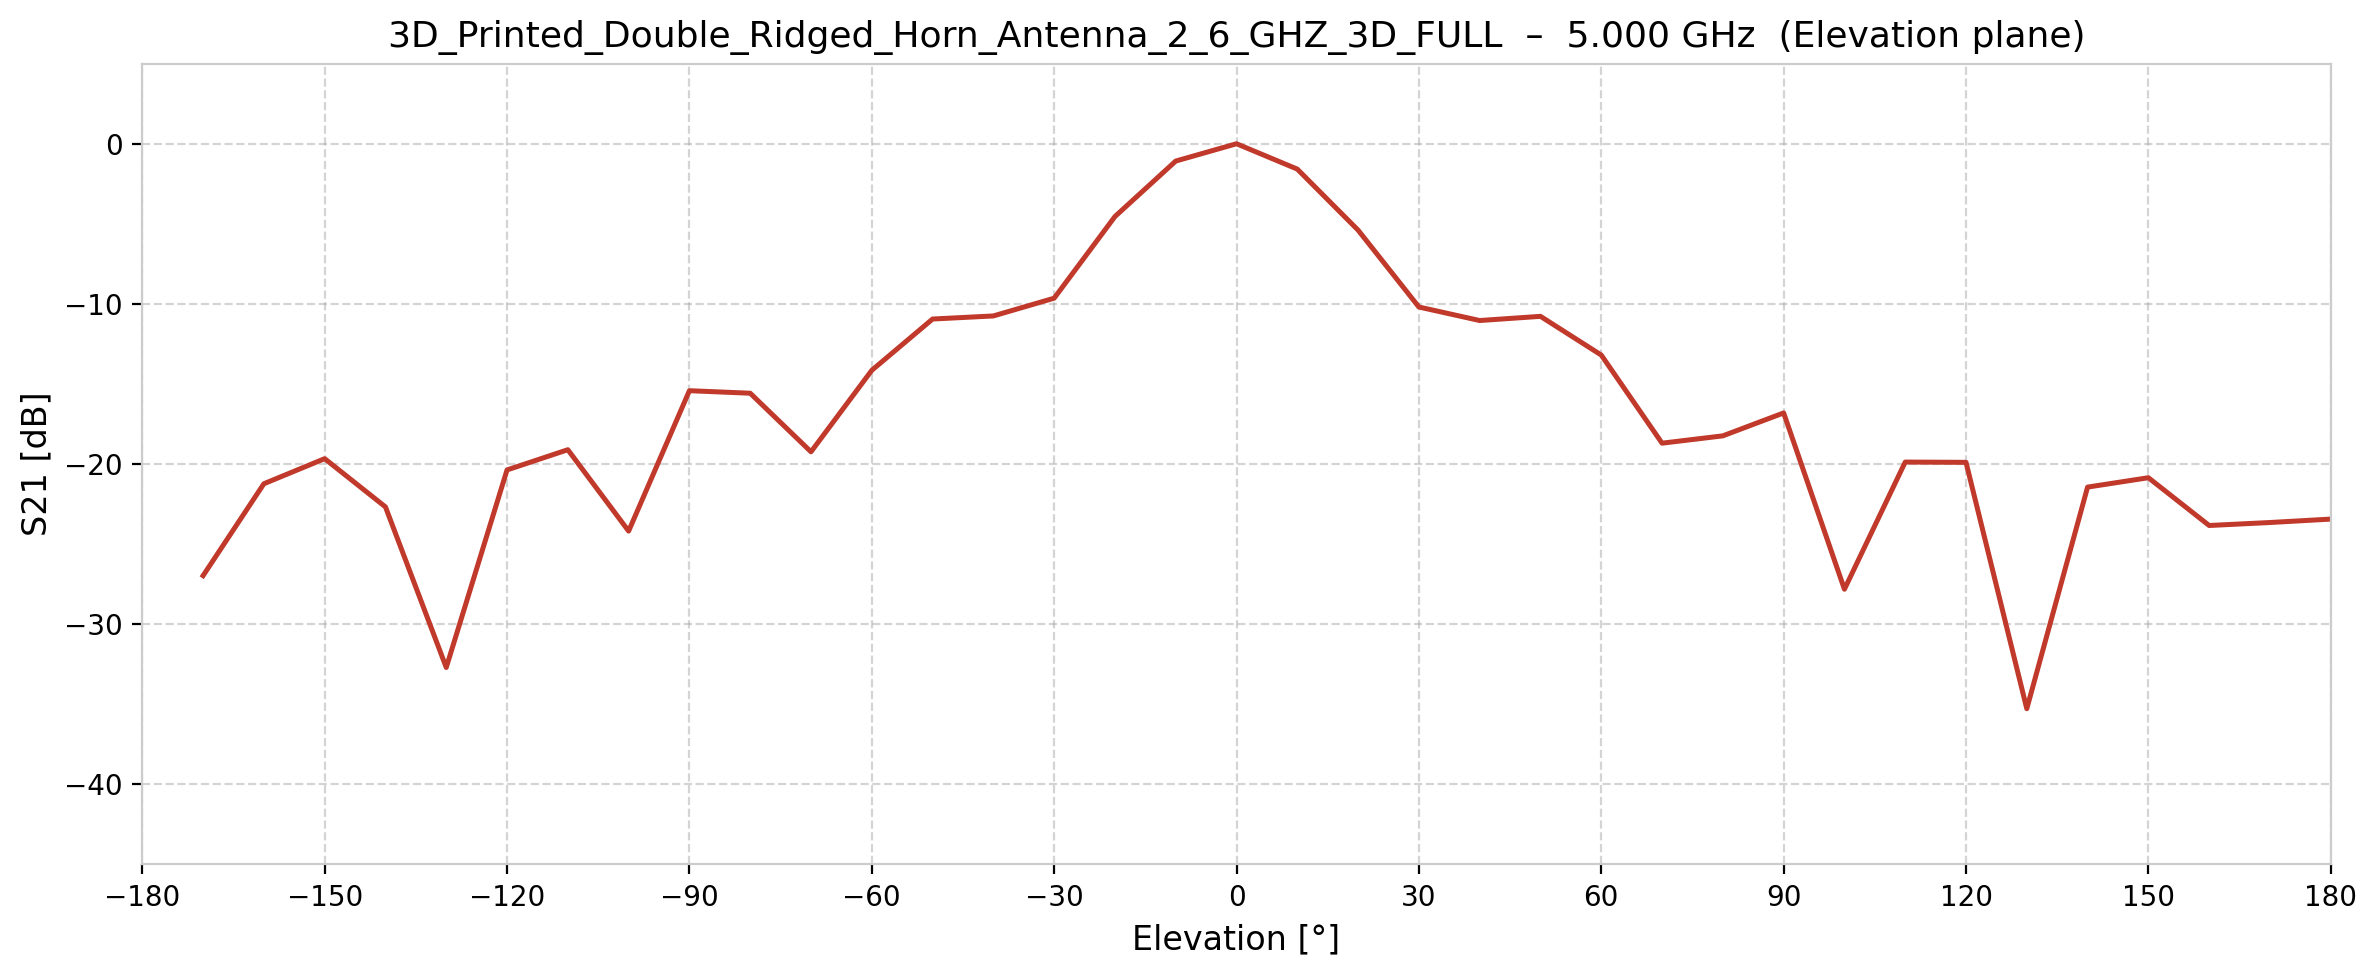 3D_Printed_Double_Ridged_Horn_Antenna_2_6_GHZ_3D_FULL – 5.000 GHz (Elevation plane)
S21 [dB]
0
−10
−20
−30
−40
−180 −150 −120 −90 −60 −30 0 30 60 90 120 150 180
Elevation [°]